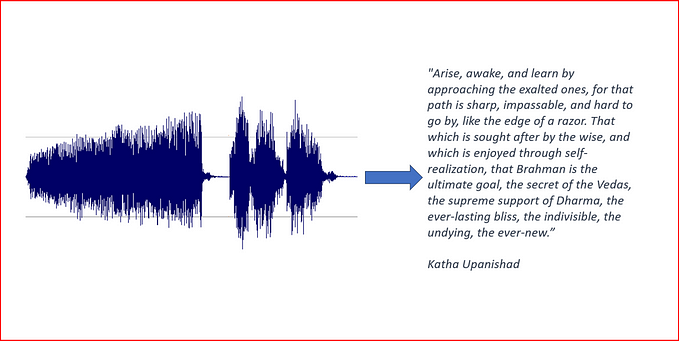 "Arise, awake, and learn by
approaching the exalted ones, for that
path is sharp, impassable, and hard to
go by, like the edge of a razor. That
which is sought after by the wise, and
which is enjoyed through self-
realization, that Brahman is the
ultimate goal, the secret of the Vedas,
the supreme support of Dharma, the
ever-lasting bliss, the indivisible, the
undying, the ever-new.”
Katha Upanishad